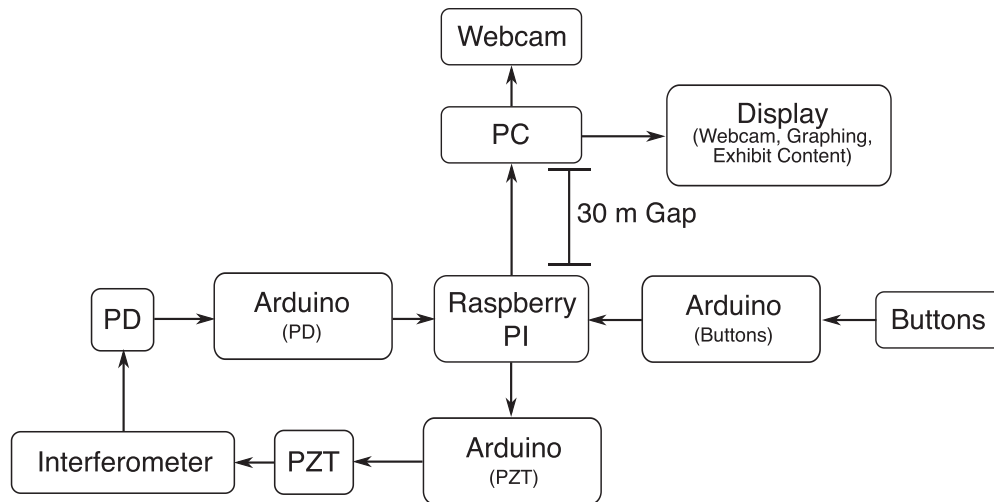 Webcam
PC
Display
(Webcam, Graphing,
Exhibit Content)
30 m Gap
PD
Arduino
(PD)
Raspberry
PI
Arduino
(Buttons)
Buttons
Interferometer
PZT
Arduino
(PZT)